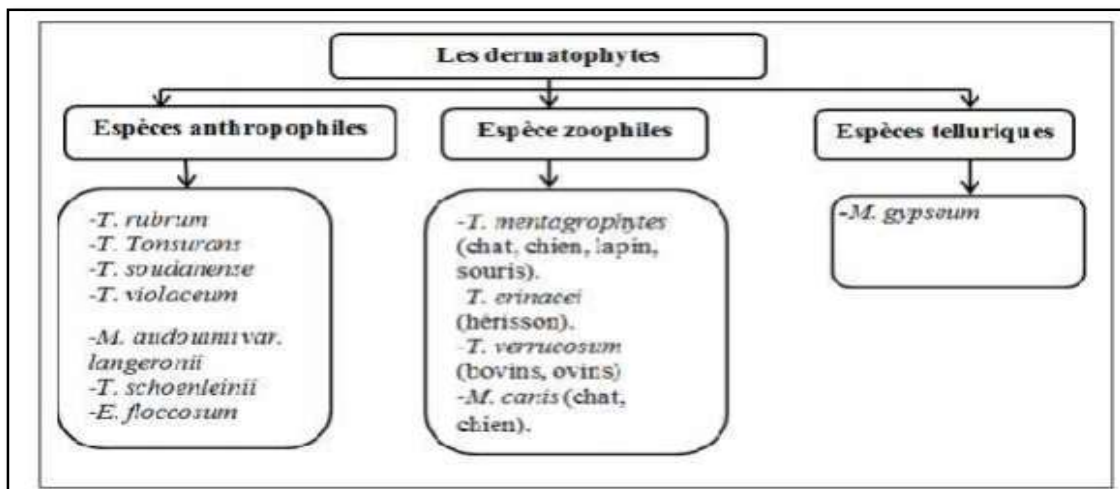 Les dermatophytes
Espèces anthropophiles
-T. rubrum
-T. Tonsurans
-T. soudanense
-T. violaceum
-M. audouini var.
langeronii
-T. schoenleinii
-E. floccosum
Espèce zoophiles
-T. mentagrophytes
(chat, chien, lapin,
souris).
T. erinacei
(hérisson).
-T. verrucosum
(bovins, ovins)
-M. canis (chat,
chien).
Espèces telluriques
-M. gypseum